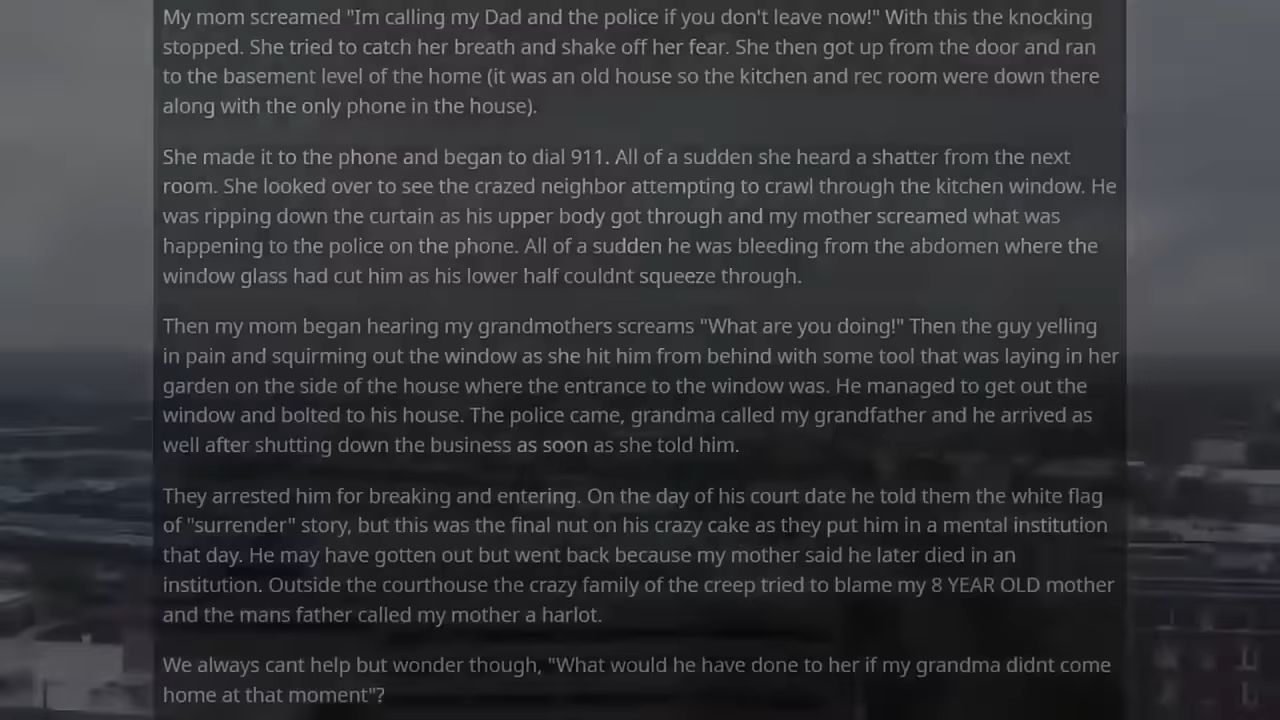 My mom screamed "Im calling my Dad and the police if you don't leave now!" With this the knocking
stopped. She tried to catch her breath and shake off her fear. She then got up from the door and ran
to the basement level of the home (it was an old house so the kitchen and rec room were down there
along with the only phone in the house).
She made it to the phone and began to dial 911. All of a sudden she heard a shatter from the next
room. She looked over to see the crazed neighbor attempting to crawl through the kitchen window. He
was ripping down the curtain as his upper body got through and my mother screamed what was
happening to the police on the phone. All of a sudden he was bleeding from the abdomen where the
window glass had cut him as his lower half couldnt squeeze through.
Then my mom began hearing my grandmothers screams "What are you doing!" Then the guy yelling
in pain and squirming out the window as she hit him from behind with some tool that was laying in her
garden on the side of the house where the entrance to the window was. He managed to get out the
window and bolted to his house. The police came, grandma called my grandfather and he arrived as
well after shutting down the business as soon as she told him.
They arrested him for breaking and entering. On the day of his court date he told them the white flag
of "surrender" story, but this was the final nut on his crazy cake as they put him in a mental institution
that day. He may have gotten out but went back because my mother said he later died in an
institution. Outside the courthouse the crazy family of the creep tried to blame my 8 YEAR OLD mother
and the mans father called my mother a harlot.
We always cant help but wonder though, "What would he have done to her if my grandma didnt come
home at that moment"?